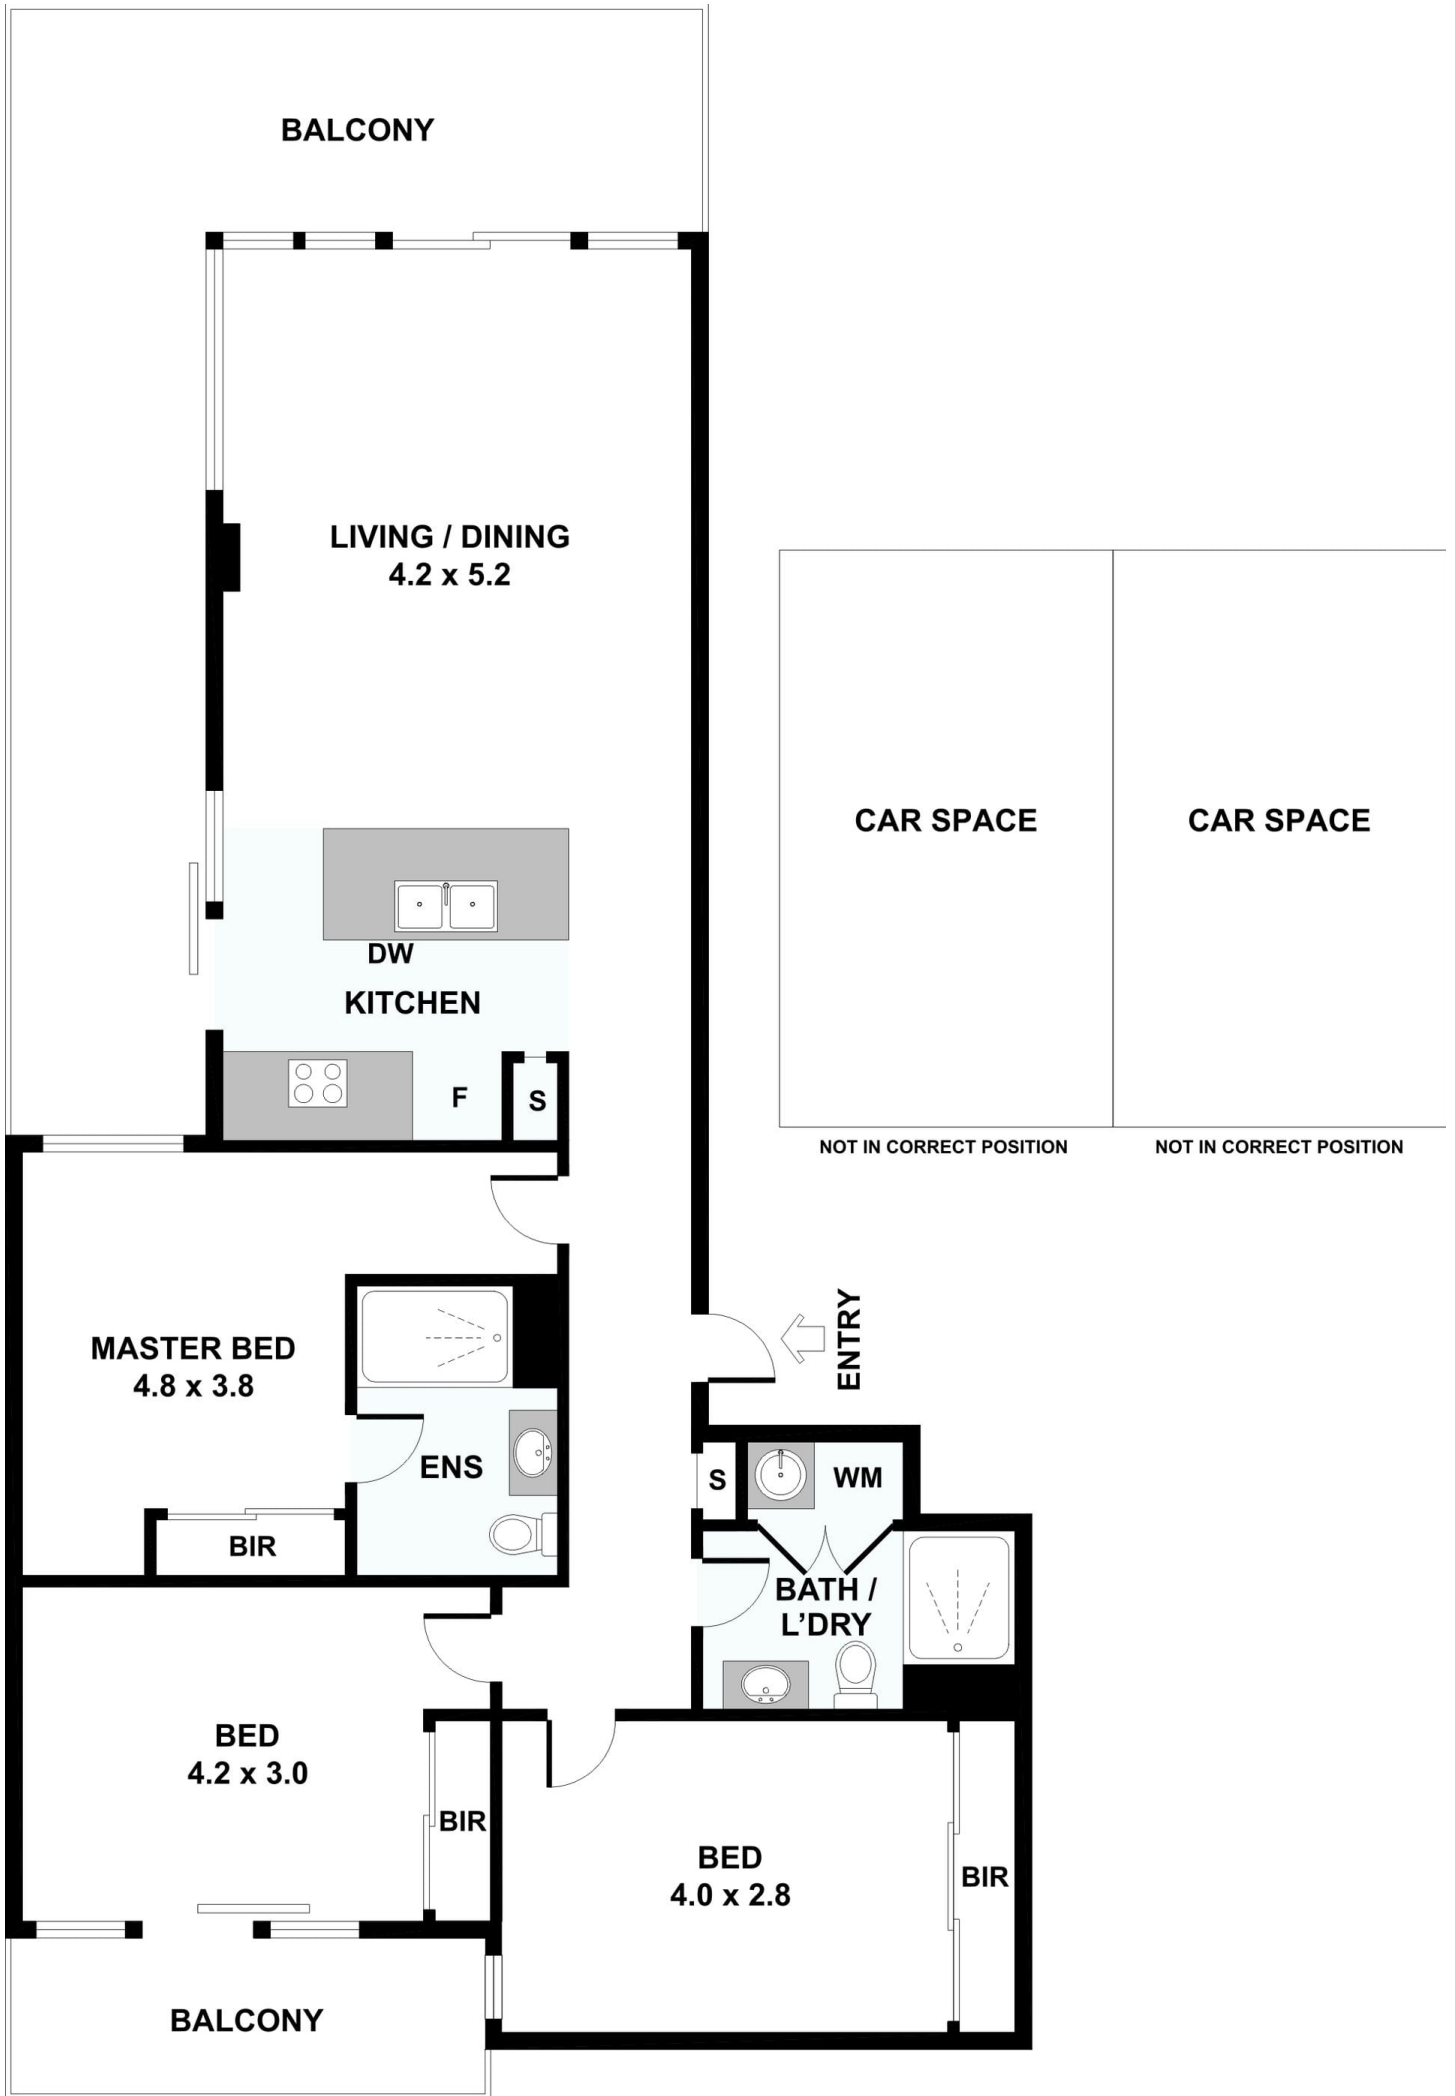 BALCONY
LIVING / DINING
4.2 x 5.2
CAR SPACE
CAR SPACE
DW
KITCHEN
F
S
NOT IN CORRECT POSITION
NOT IN CORRECT POSITION
ENTRY
MASTER BED
4.8 x 3.8
ENS
S
WM
BIR
BATH /
L'DRY
BED
4.2 x 3.0
BIR
BED
4.0 x 2.8
BIR
BALCONY